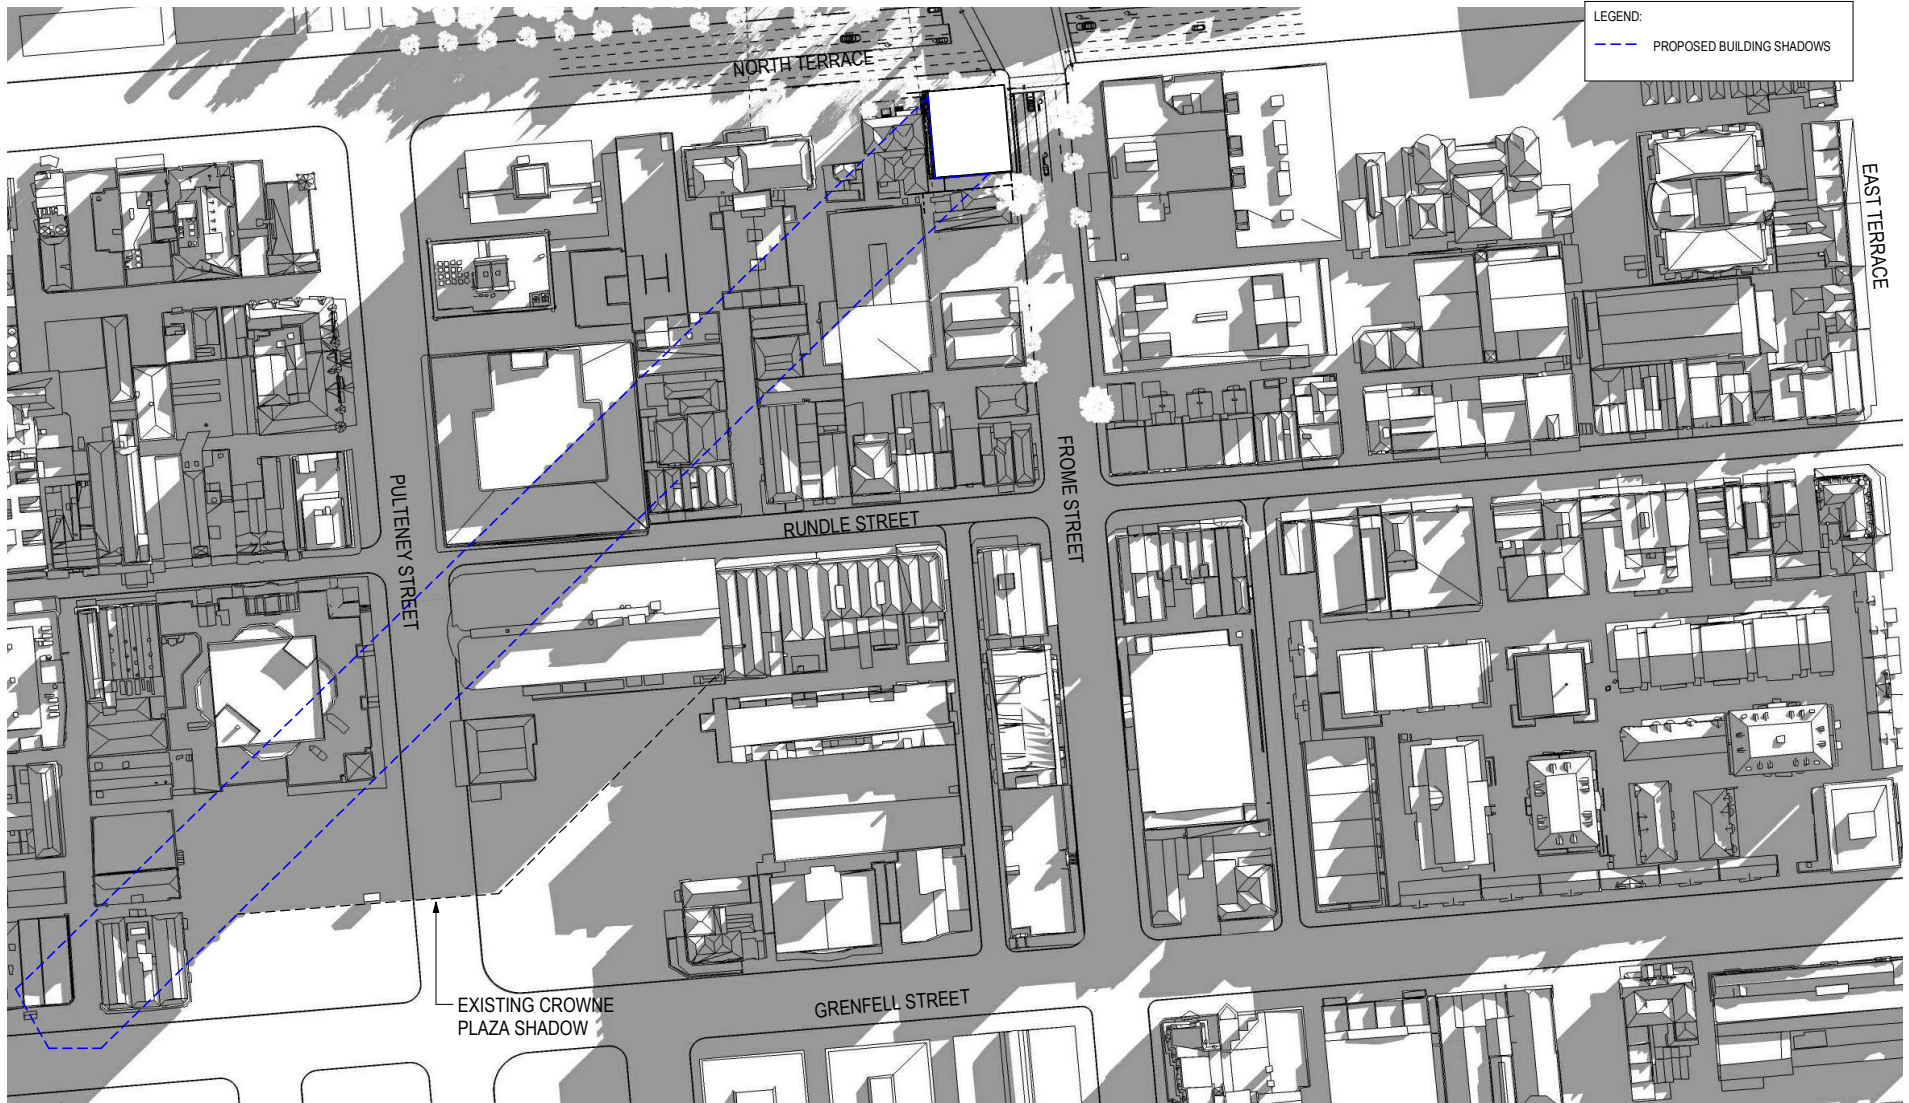 LEGEND:
PROPOSED BUILDING SHADOWS
NORTH TERRACE
EAST TERRACE
FROME STREET
PULTENEY STREET
RUNDLE STREET
EXISTING CROWNE
PLAZA SHADOW
GRENFELL STREET